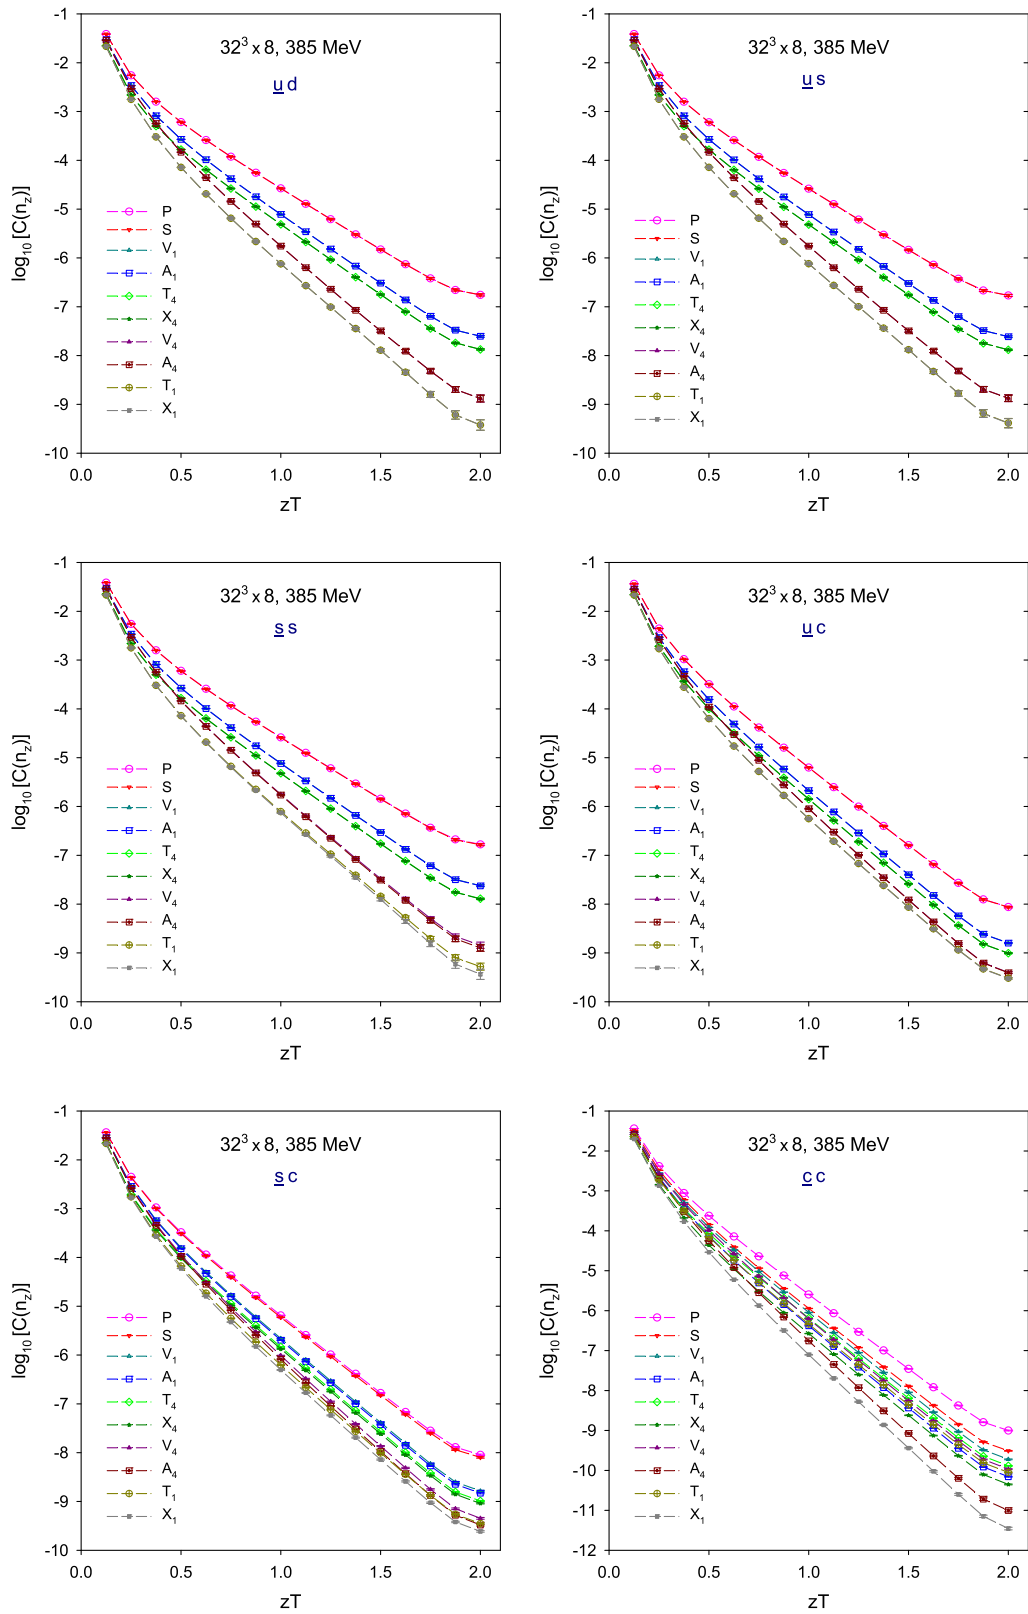 32³ x 8, 385 MeV
u d
log₁₀ [C(n_z)]
-1
-2
-3
-4
-5
-6
-7
-8
-9
-10
P
S
V₁
A₁
T₄
X₄
V₄
A₄
T₁
X₁
0.0 0.5 1.0 1.5 2.0
zT
32³ x 8, 385 MeV
u s
log₁₀ [C(n_z)]
-1
-2
-3
-4
-5
-6
-7
-8
-9
-10
P
S
V₁
A₁
T₄
X₄
V₄
A₄
T₁
X₁
0.0 0.5 1.0 1.5 2.0
zT
32³ x 8, 385 MeV
s s
log₁₀ [C(n_z)]
-1
-2
-3
-4
-5
-6
-7
-8
-9
-10
P
S
V₁
A₁
T₄
X₄
V₄
A₄
T₁
X₁
0.0 0.5 1.0 1.5 2.0
zT
32³ x 8, 385 MeV
u c
log₁₀ [C(n_z)]
-1
-2
-3
-4
-5
-6
-7
-8
-9
-10
P
S
V₁
A₁
T₄
X₄
V₄
A₄
T₁
X₁
0.0 0.5 1.0 1.5 2.0
zT
32³ x 8, 385 MeV
s c
log₁₀ [C(n_z)]
-1
-2
-3
-4
-5
-6
-7
-8
-9
-10
P
S
V₁
A₁
T₄
X₄
V₄
A₄
T₁
X₁
0.0 0.5 1.0 1.5 2.0
zT
32³ x 8, 385 MeV
c c
log₁₀ [C(n_z)]
-1
-2
-3
-4
-5
-6
-7
-8
-9
-10
-11
-12
P
S
V₁
A₁
T₄
X₄
V₄
A₄
T₁
X₁
0.0 0.5 1.0 1.5 2.0
zT